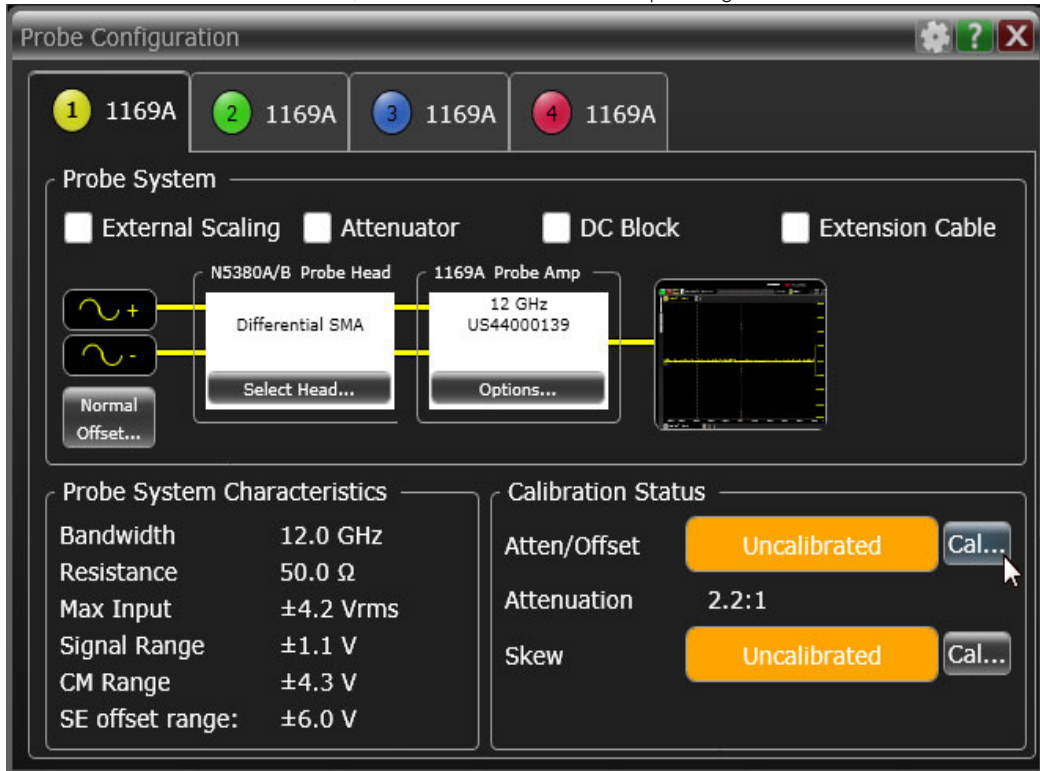 Probe Configuration
1 1169A 2 1169A 3 1169A 4 1169A
Probe System
External Scaling Attenuator DC Block Extension Cable
N5380A/B Probe Head 1169A Probe Amp
Differential SMA
12 GHz
US44000139
Select Head... Options...
Normal
Offset...
Probe System Characteristics
Bandwidth 12.0 GHz
Resistance 50.0 Ω
Max Input ±4.2 Vrms
Signal Range ±1.1 V
CM Range ±4.3 V
SE offset range: ±6.0 V
Calibration Status
Atten/Offset Uncalibrated Cal...
Attenuation 2.2:1
Skew Uncalibrated Cal...